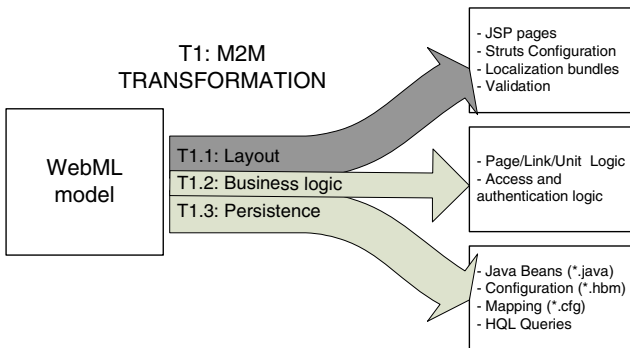 T1: M2M
TRANSFORMATION
WebML
model
T1.1: Layout
T1.2: Business logic
T1.3: Persistence
- JSP pages
- Struts Configuration
- Localization bundles
- Validation
- Page/Link/Unit Logic
- Access and
authentication logic
- Java Beans (*.java)
- Configuration (*.hbm)
- Mapping (*.cfg)
- HQL Queries